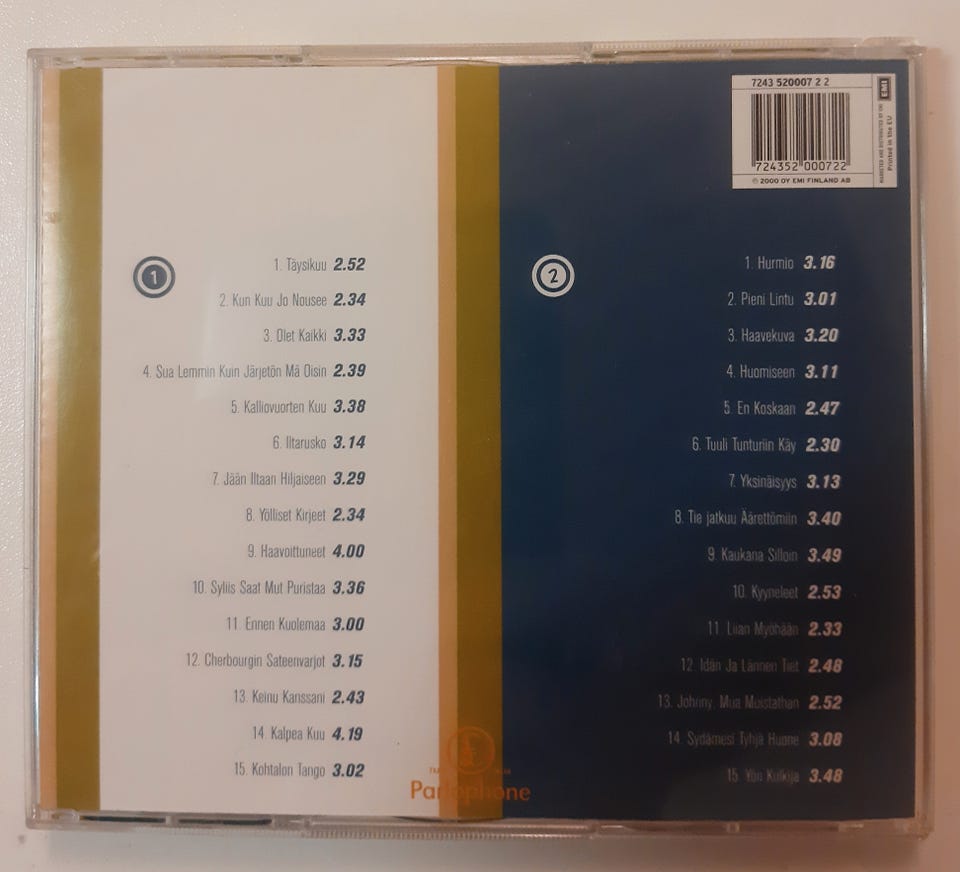 7243 520007 2 2
EMI
724352 000722
℗ 2000 OY EMI FINLAND AB
Printed in the EU
1
1. Täysikuu 2.52
2. Kun Kuu Jo Nousee 2.34
3. Olet Kaikki 3.33
4. Sua Lemmin Kuin Järjetön Mä Oisin 2.39
5. Kalliovuorten Kuu 3.38
6. Iltarusko 3.14
7. Jään Iltaan Hiljaiseen 3.29
8. Yölliset Kirjeet 2.34
9. Haavoittuneet 4.00
10. Syliis Saat Mut Puristaa 3.36
11. Ennen Kuolemaa 3.00
12. Cherbourgin Sateenvarjot 3.15
13. Keinu Kanssani 2.43
14. Kalpea Kuu 4.19
15. Kohtalon Tango 3.02
2
1. Hurmio 3.16
2. Pieni Lintu 3.01
3. Haavekuva 3.20
4. Huomiseen 3.11
5. En Koskaan 2.47
6. Tuuli Tunturiin Käy 2.30
7. Yksinäisyys 3.13
8. Tie jatkuu Äärettömiin 3.40
9. Kaukana Silloin 3.49
10. Kyyneleet 2.53
11. Liian Myöhään 2.33
12. Idän Ja Lännen Tiet 2.48
13. Johnny, Mua Muistathan 2.52
14. Sydämesi Tyhjä Huone 3.08
15. Yön Kulkija 3.48
Parlophone